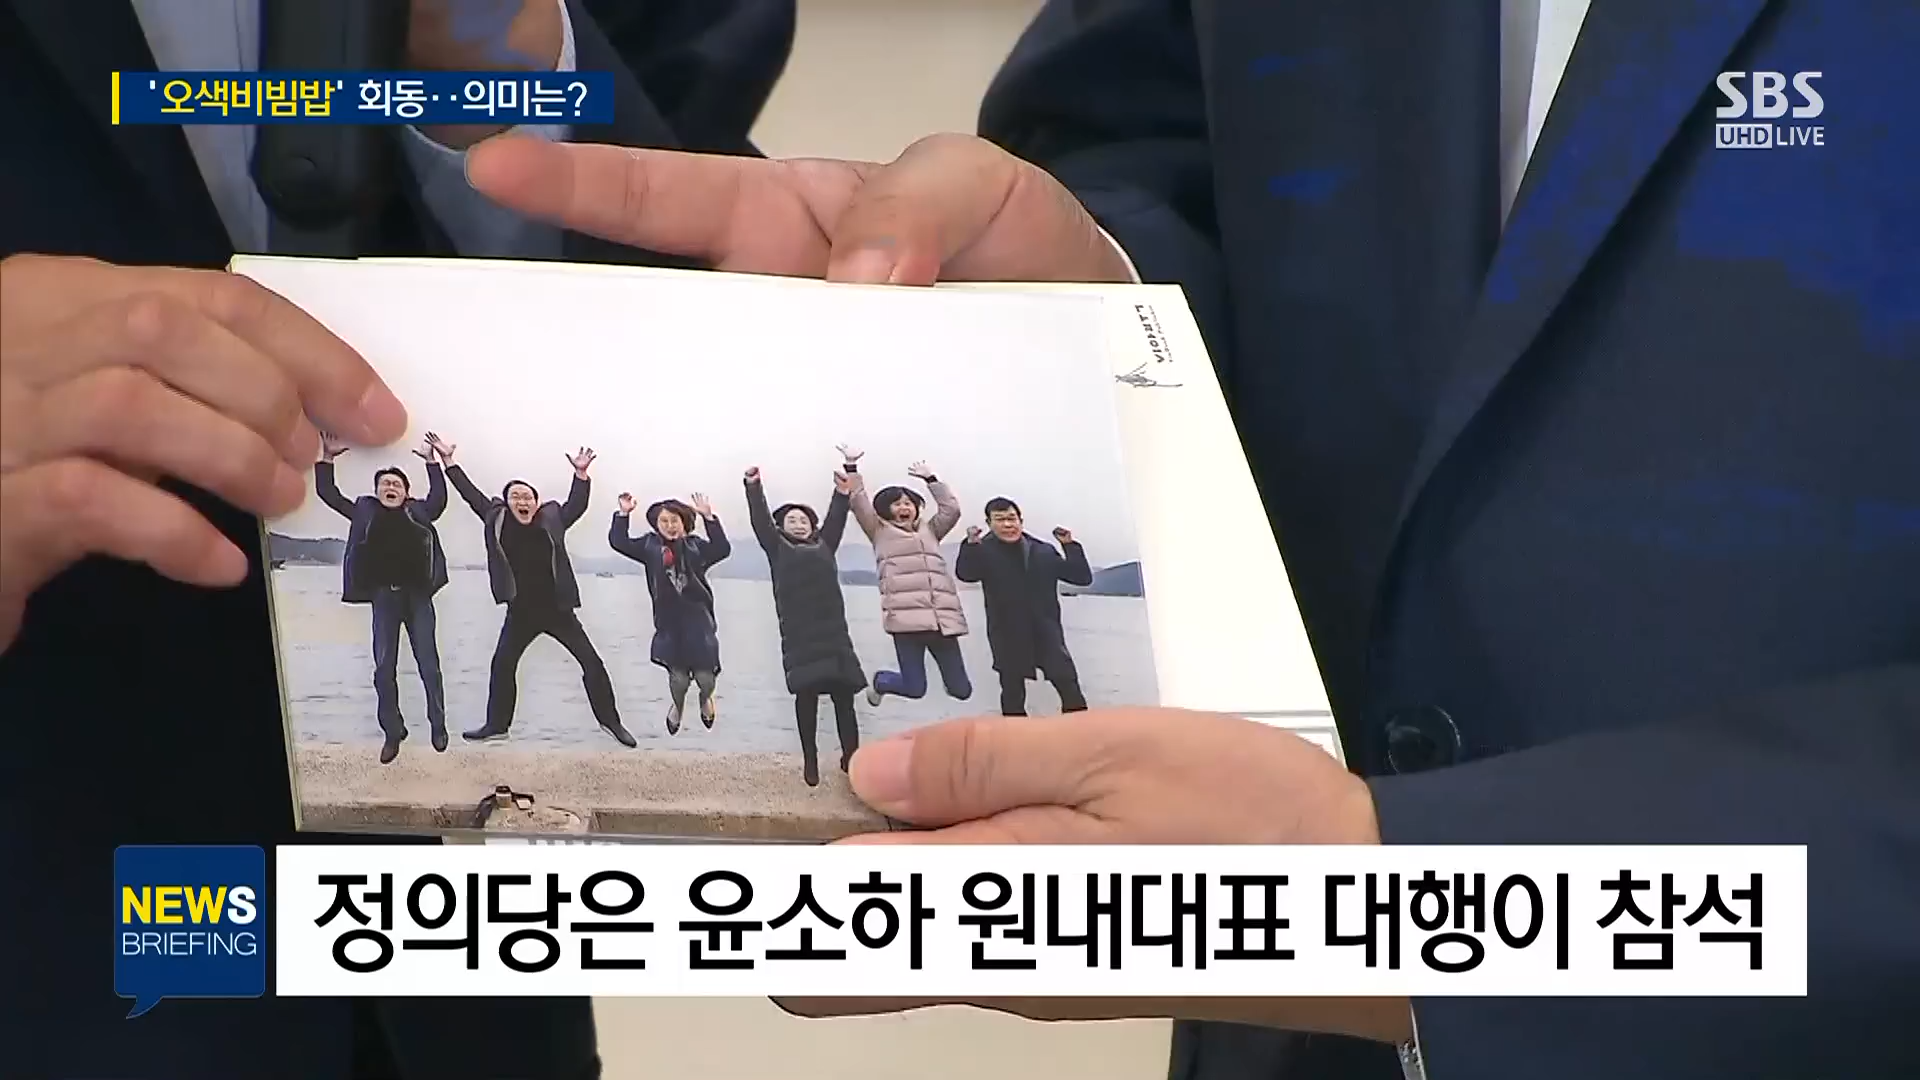 '오색비빔밥' 회동‥의미는?
SBS
UHD LIVE
NEWS
BRIEFING
정의당은 윤소하 원내대표 대행이 참석